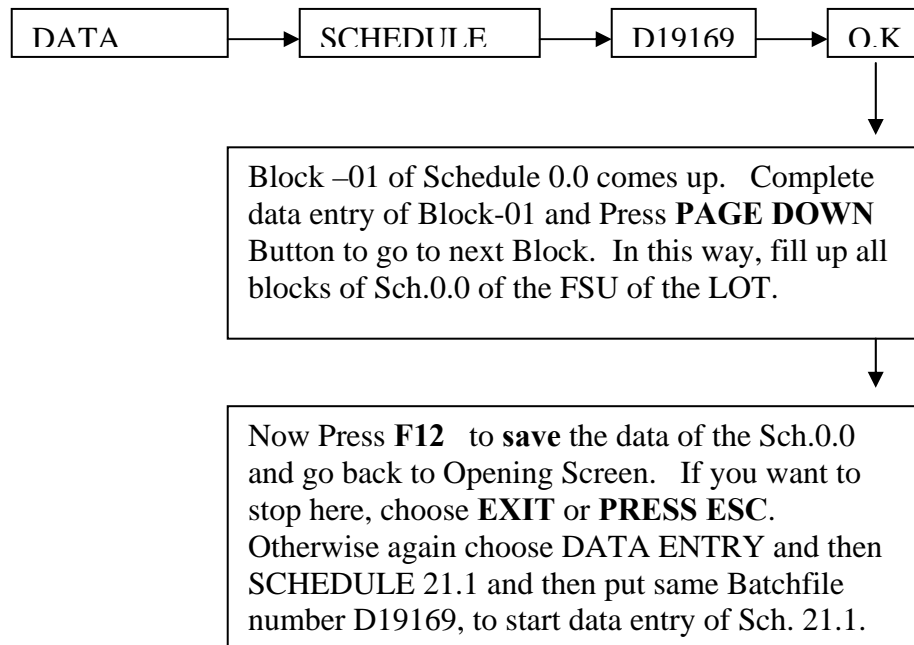 DATA
SCHEDULE
D19169
O.K
Block –01 of Schedule 0.0 comes up. Complete
data entry of Block-01 and Press PAGE DOWN
Button to go to next Block. In this way, fill up all
blocks of Sch.0.0 of the FSU of the LOT.
Now Press F12 to save the data of the Sch.0.0
and go back to Opening Screen. If you want to
stop here, choose EXIT or PRESS ESC.
Otherwise again choose DATA ENTRY and then
SCHEDULE 21.1 and then put same Batchfile
number D19169, to start data entry of Sch. 21.1.